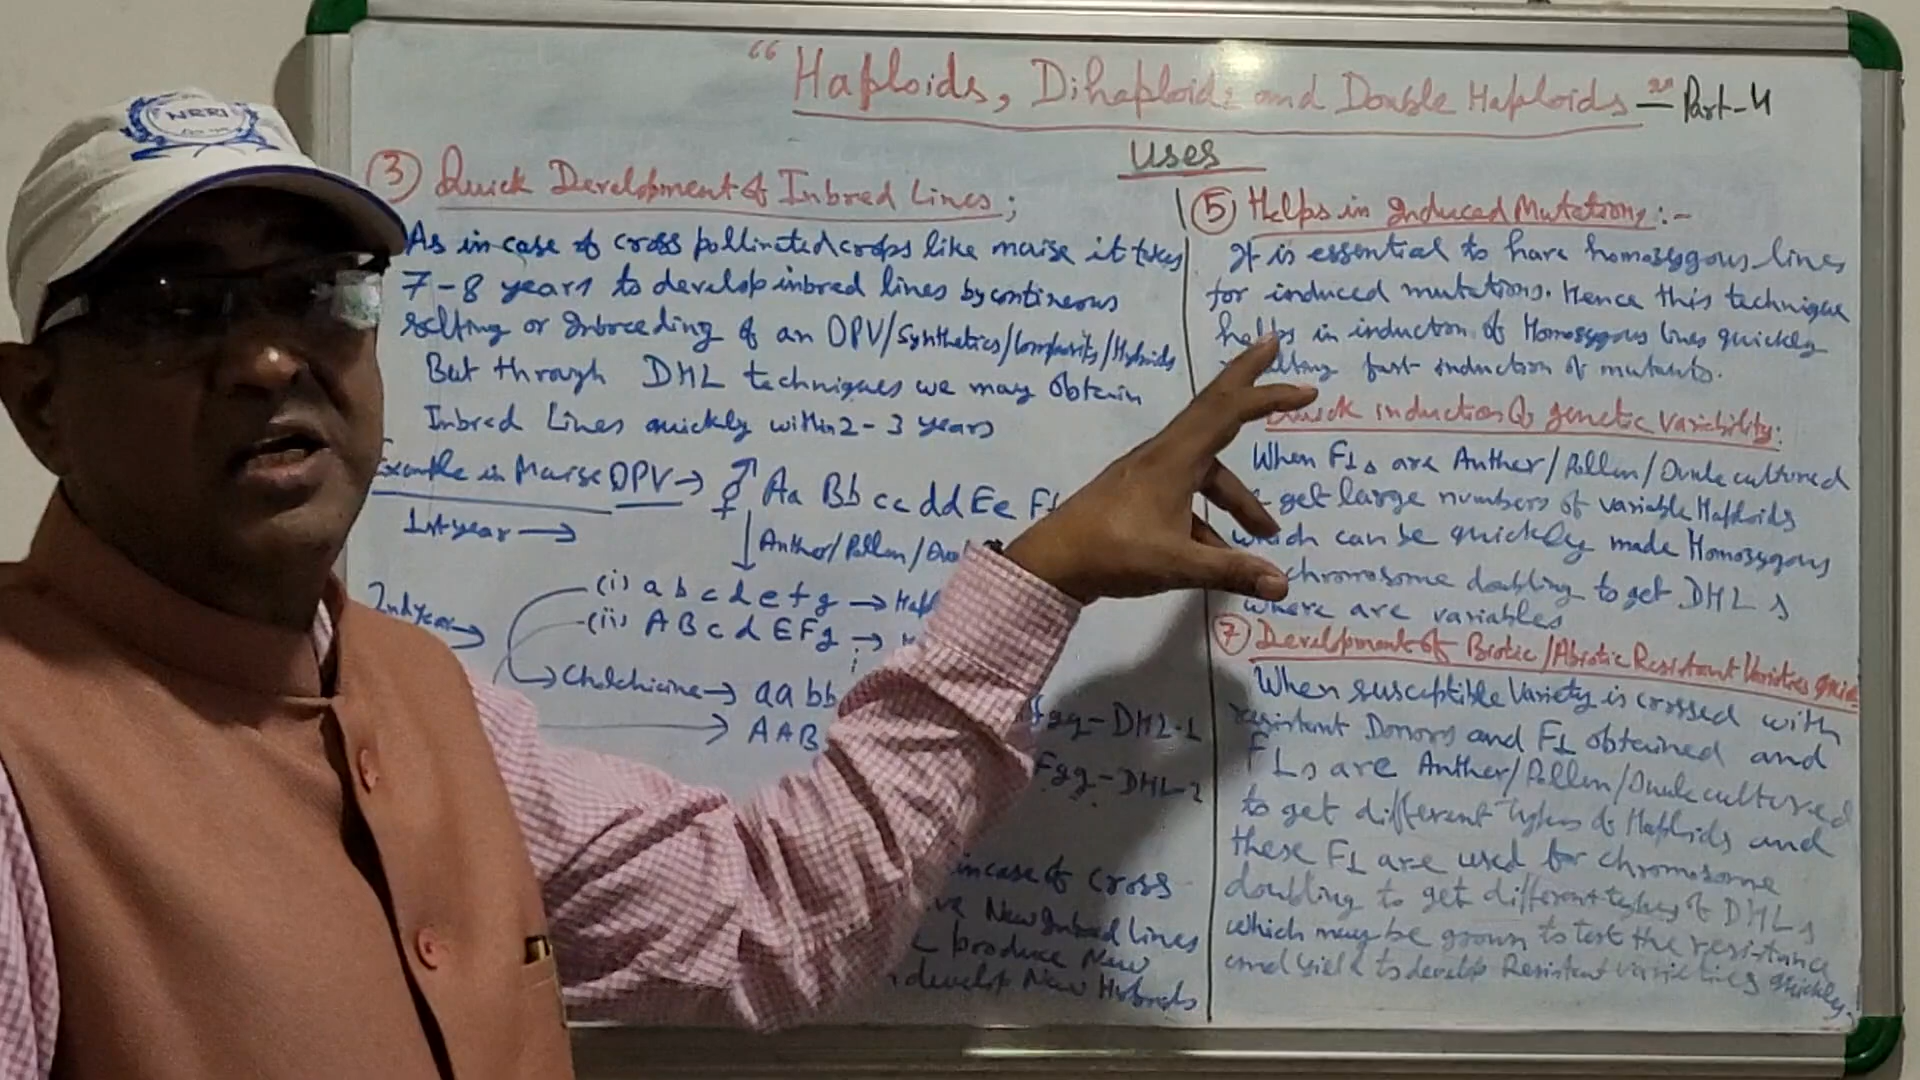 NRRI
"Haploids, Dihaploids and Double Haploids" - Part-4
Uses
③ Quick Development of Inbred Lines;
As in case of cross pollinated crops like maize it takes
7-8 years to develop inbred lines by contineous
selfing or Inbreeding of an OPV/Synthetics/Composits/Hybrids
But through DHL techniques we may obtain
Inbred Lines quickly within 2-3 years
Example in Maize OPV → ⚥ Aa Bb cc dd Ee Ff
1st year →
Anther/Pollen/
2nd year →
(i) a b c d e f g →
(ii) A B c d E F g →
Cholchicine → aa bb
ffgg - DHL-1
→ AAB
Fgg - DHL-2
incase of cross
New Inbred lines
produce New
develop New Hybrids
⑤ Helps in Induced Mutations:-
It is essential to have homozygous lines
for induced mutations. Hence this technique
helps in induction of Homozygous lines quickly
fast induction of mutants.
Quick induction of genetic variability:
When F1s are Anther/Pollen/Ovule cultured
get large numbers of variable Haploids
which can be quickly made Homozygous
chromosome doubling to get DHLs
where are variables
⑦ Development of Biotic/Abiotic Resistant Varieties
When susceptible Variety is crossed with
resistant Donors and F1 obtained and
F1s are Anther/Pollen/Ovule cultured
to get different types of Haploids and
these F1 are used for chromosome
doubling to get different types of DHLs
which may be grown to test the resistance
and yield to develop Resistant varieties quickly.